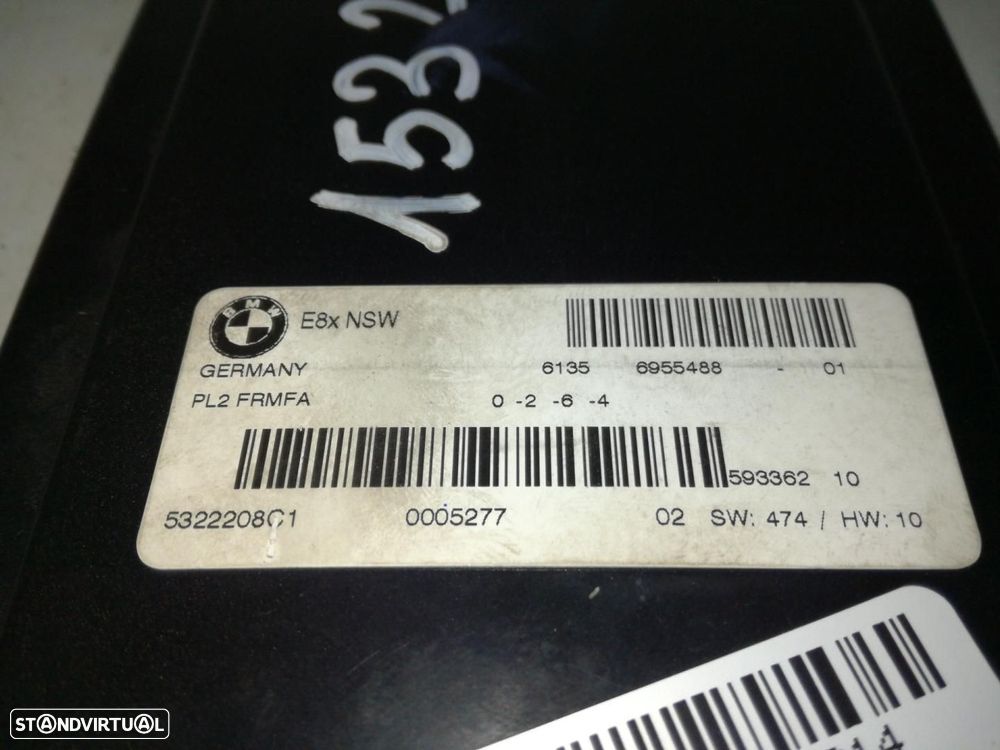 1532
BMW
E8x NSW
GERMANY 6135 6955488 - 01
PL2 FRMFA 0 -2 -6 -4
593362 10
5322208C1 0005277 02 SW: 474 / HW: 10
STANDVIRTUAL